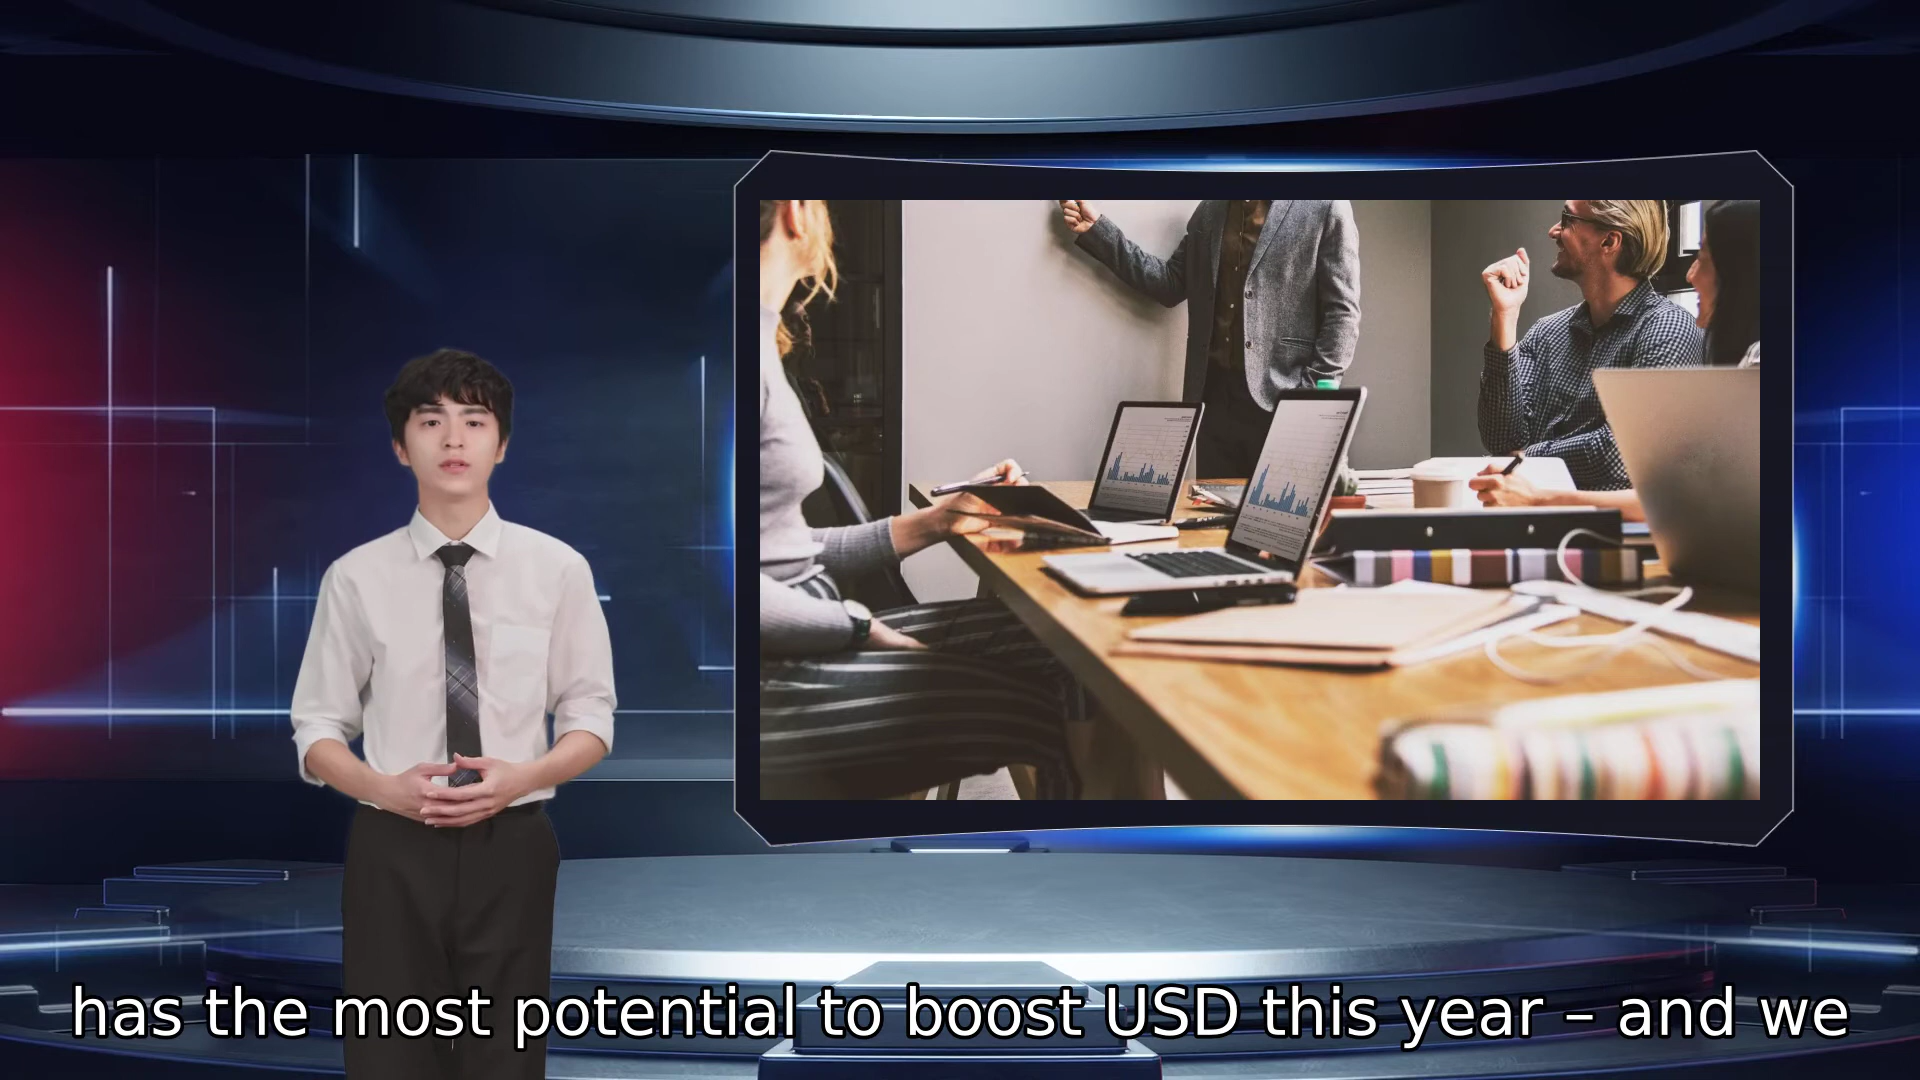 has the most potential to boost USD this year – and we